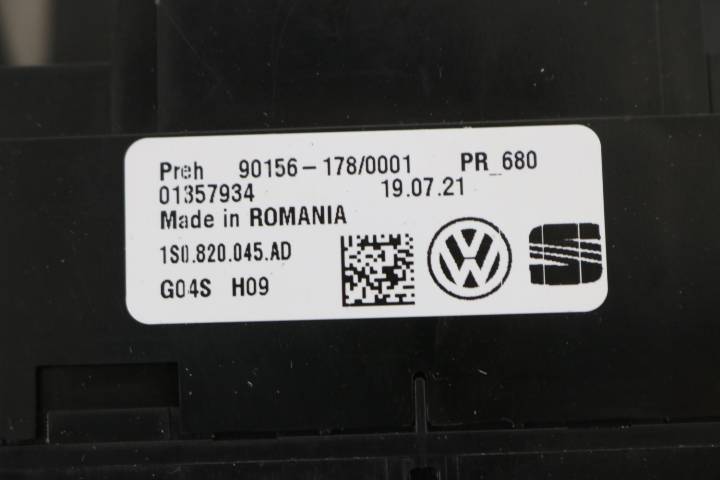 Preh 90156-178/0001 PR_680
01357934 19.07.21
Made in ROMANIA
1S0.820.045.AD
G04S H09